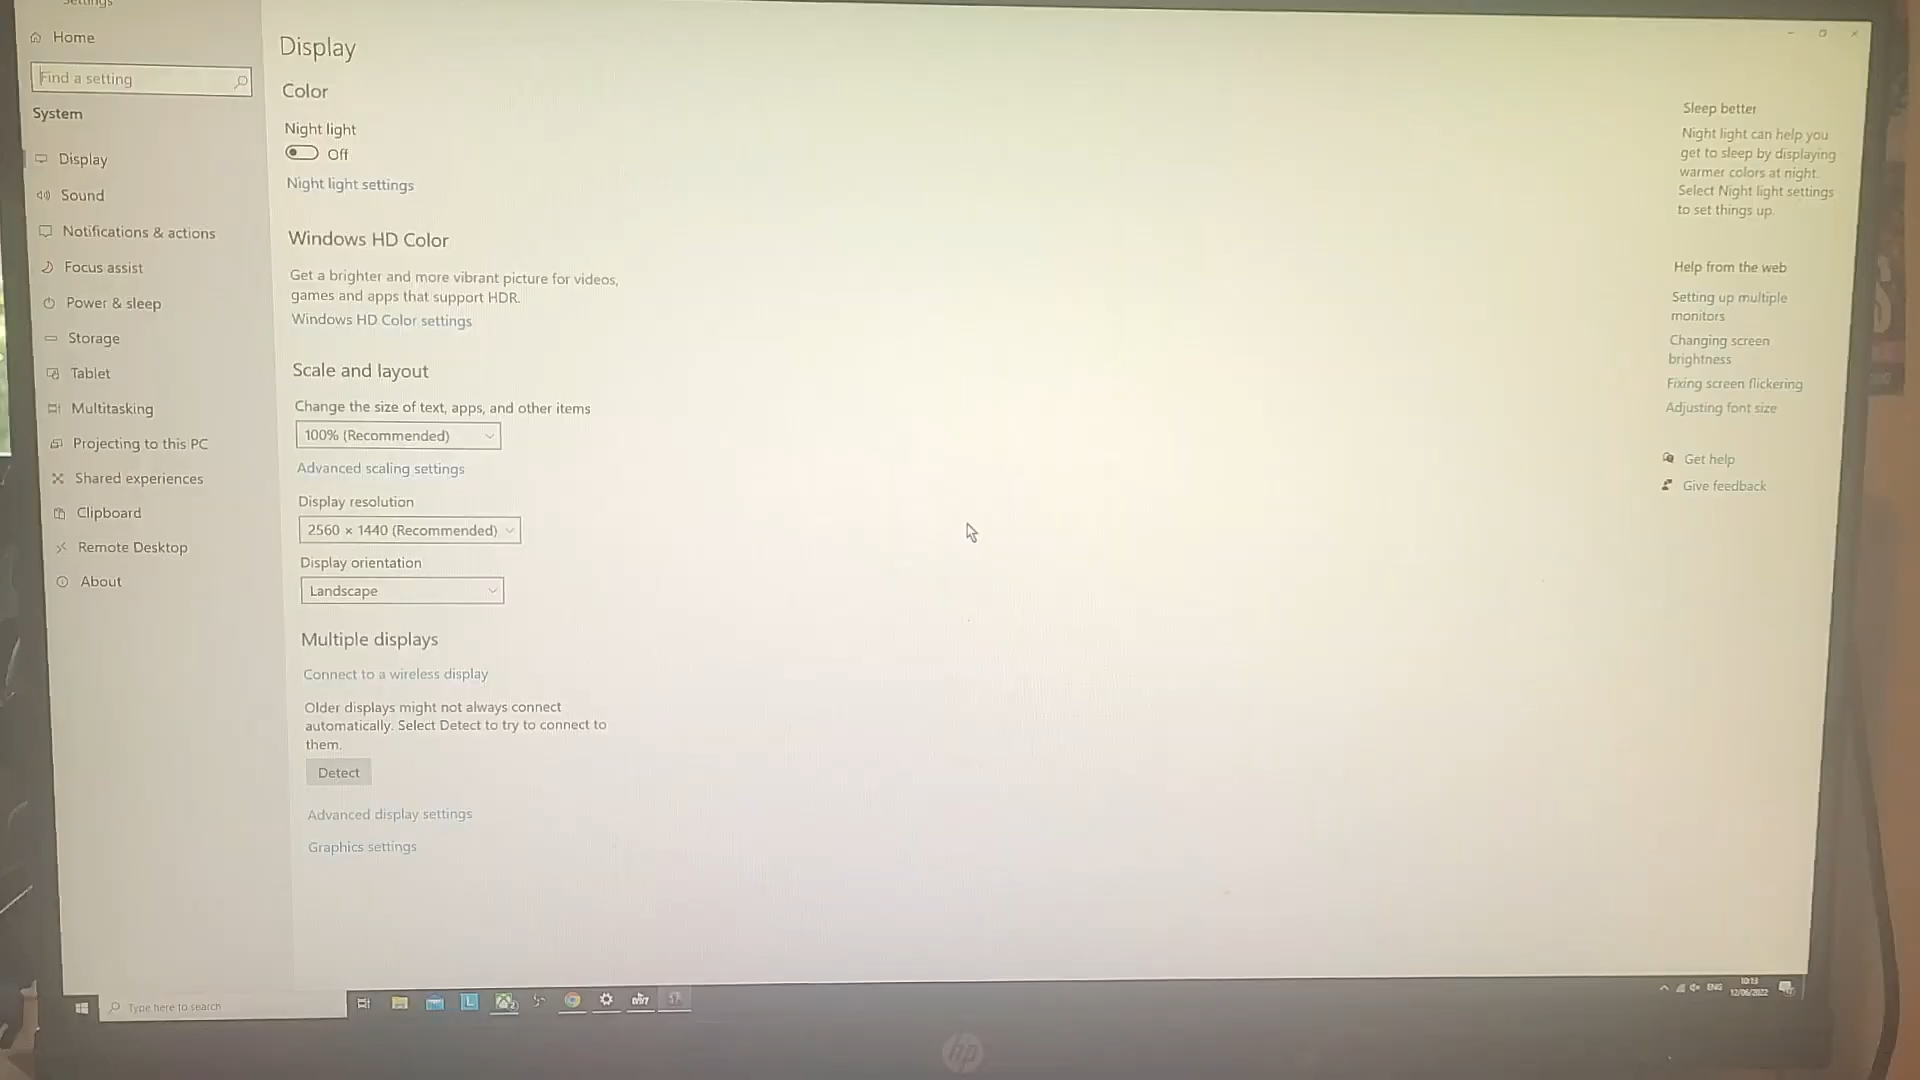 Settings
Home
Find a setting
System
Display
Sound
Notifications & actions
Focus assist
Power & sleep
Storage
Tablet
Multitasking
Projecting to this PC
Shared experiences
Clipboard
Remote Desktop
About
Display
Color
Night light
Off
Night light settings
Windows HD Color
Get a brighter and more vibrant picture for videos,
games and apps that support HDR.
Windows HD Color settings
Scale and layout
Change the size of text, apps, and other items
100% (Recommended)
Advanced scaling settings
Display resolution
2560 × 1440 (Recommended)
Display orientation
Landscape
Multiple displays
Connect to a wireless display
Older displays might not always connect
automatically. Select Detect to try to connect to
them.
Detect
Advanced display settings
Graphics settings
Sleep better
Night light can help you
get to sleep by displaying
warmer colors at night.
Select Night light settings
to set things up.
Help from the web
Setting up multiple
monitors
Changing screen
brightness
Fixing screen flickering
Adjusting font size
Get help
Give feedback
Type here to search
L
ENG
10:13
12/06/2022
hp